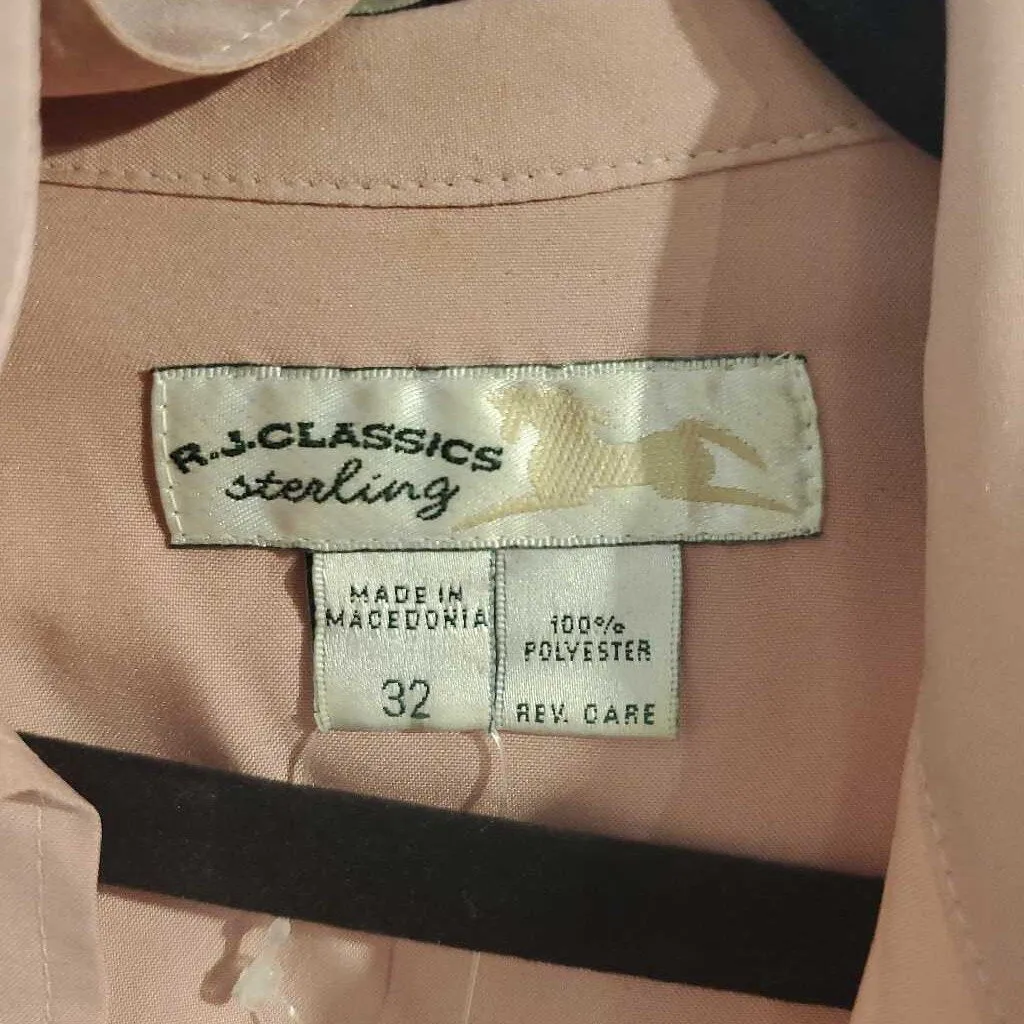 R.J.CLASSICS
sterling
MADE IN
MACEDONIA
32
100%
POLYESTER
REV. CARE